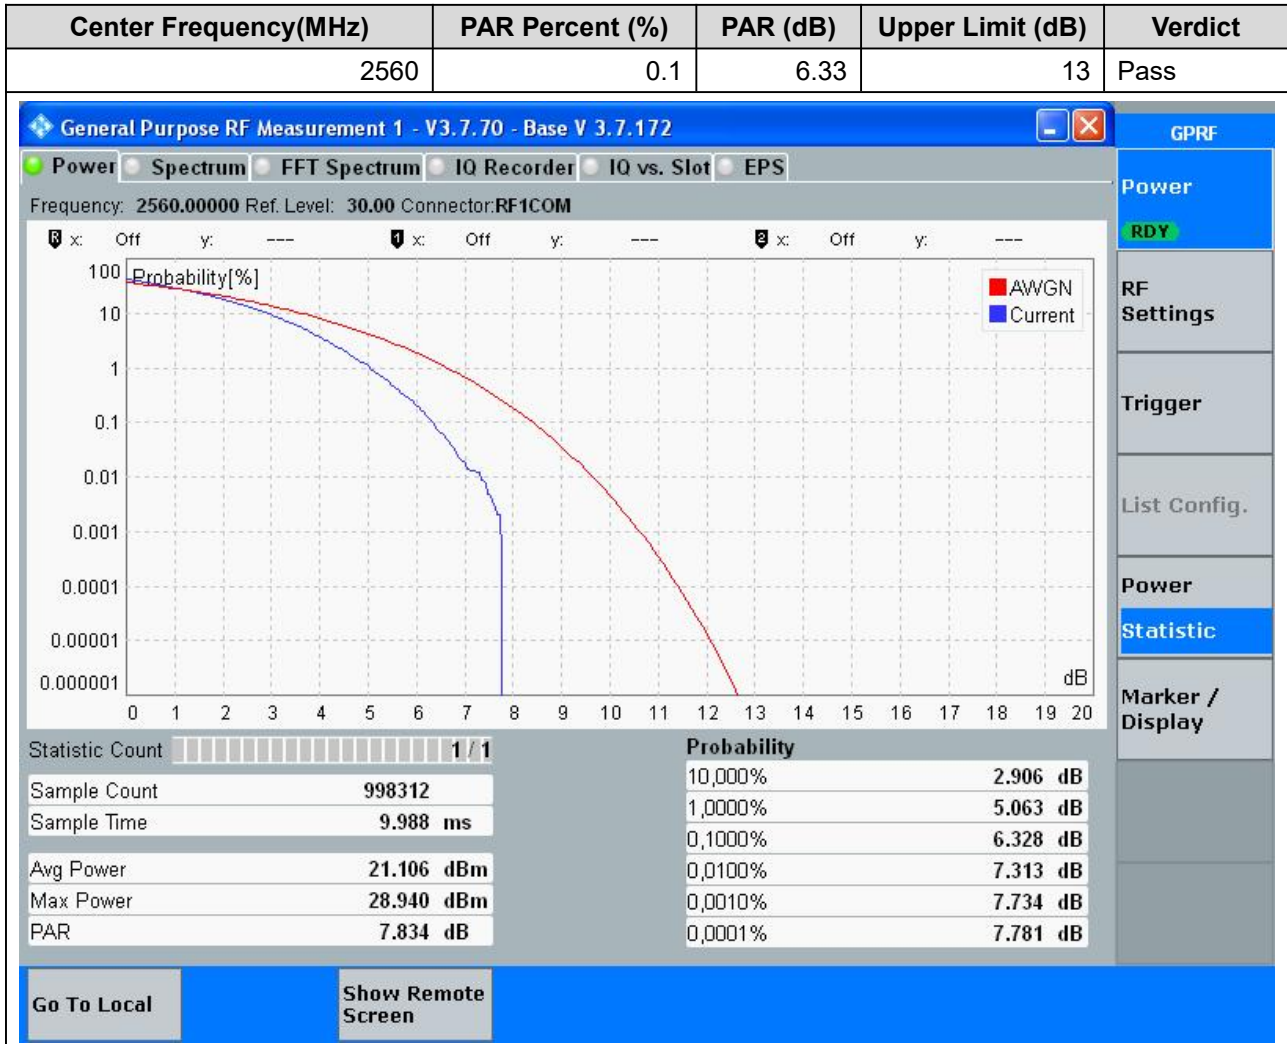 Center Frequency(MHz) PAR Percent (%) PAR (dB) Upper Limit (dB) Verdict
2560 0.1 6.33 13 Pass
General Purpose RF Measurement 1 - V3.7.70 - Base V 3.7.172
GPRF
Power Spectrum FFT Spectrum IQ Recorder IQ vs. Slot EPS
Frequency: 2560.00000 Ref. Level: 30.00 Connector:RF1COM
R x: Off y: --- 1 x: Off y: --- 2 x: Off y: ---
Probability[%]
AWGN
Current
100
10
1
0.1
0.01
0.001
0.0001
0.00001
0.000001
dB
0 1 2 3 4 5 6 7 8 9 10 11 12 13 14 15 16 17 18 19 20
Statistic Count 1 / 1
Sample Count 998312
Sample Time 9.988 ms
Avg Power 21.106 dBm
Max Power 28.940 dBm
PAR 7.834 dB
Probability
10,000% 2.906 dB
1,0000% 5.063 dB
0,1000% 6.328 dB
0,0100% 7.313 dB
0,0010% 7.734 dB
0,0001% 7.781 dB
Power
RDY
RF
Settings
Trigger
List Config.
Power
Statistic
Marker /
Display
Go To Local
Show Remote
Screen